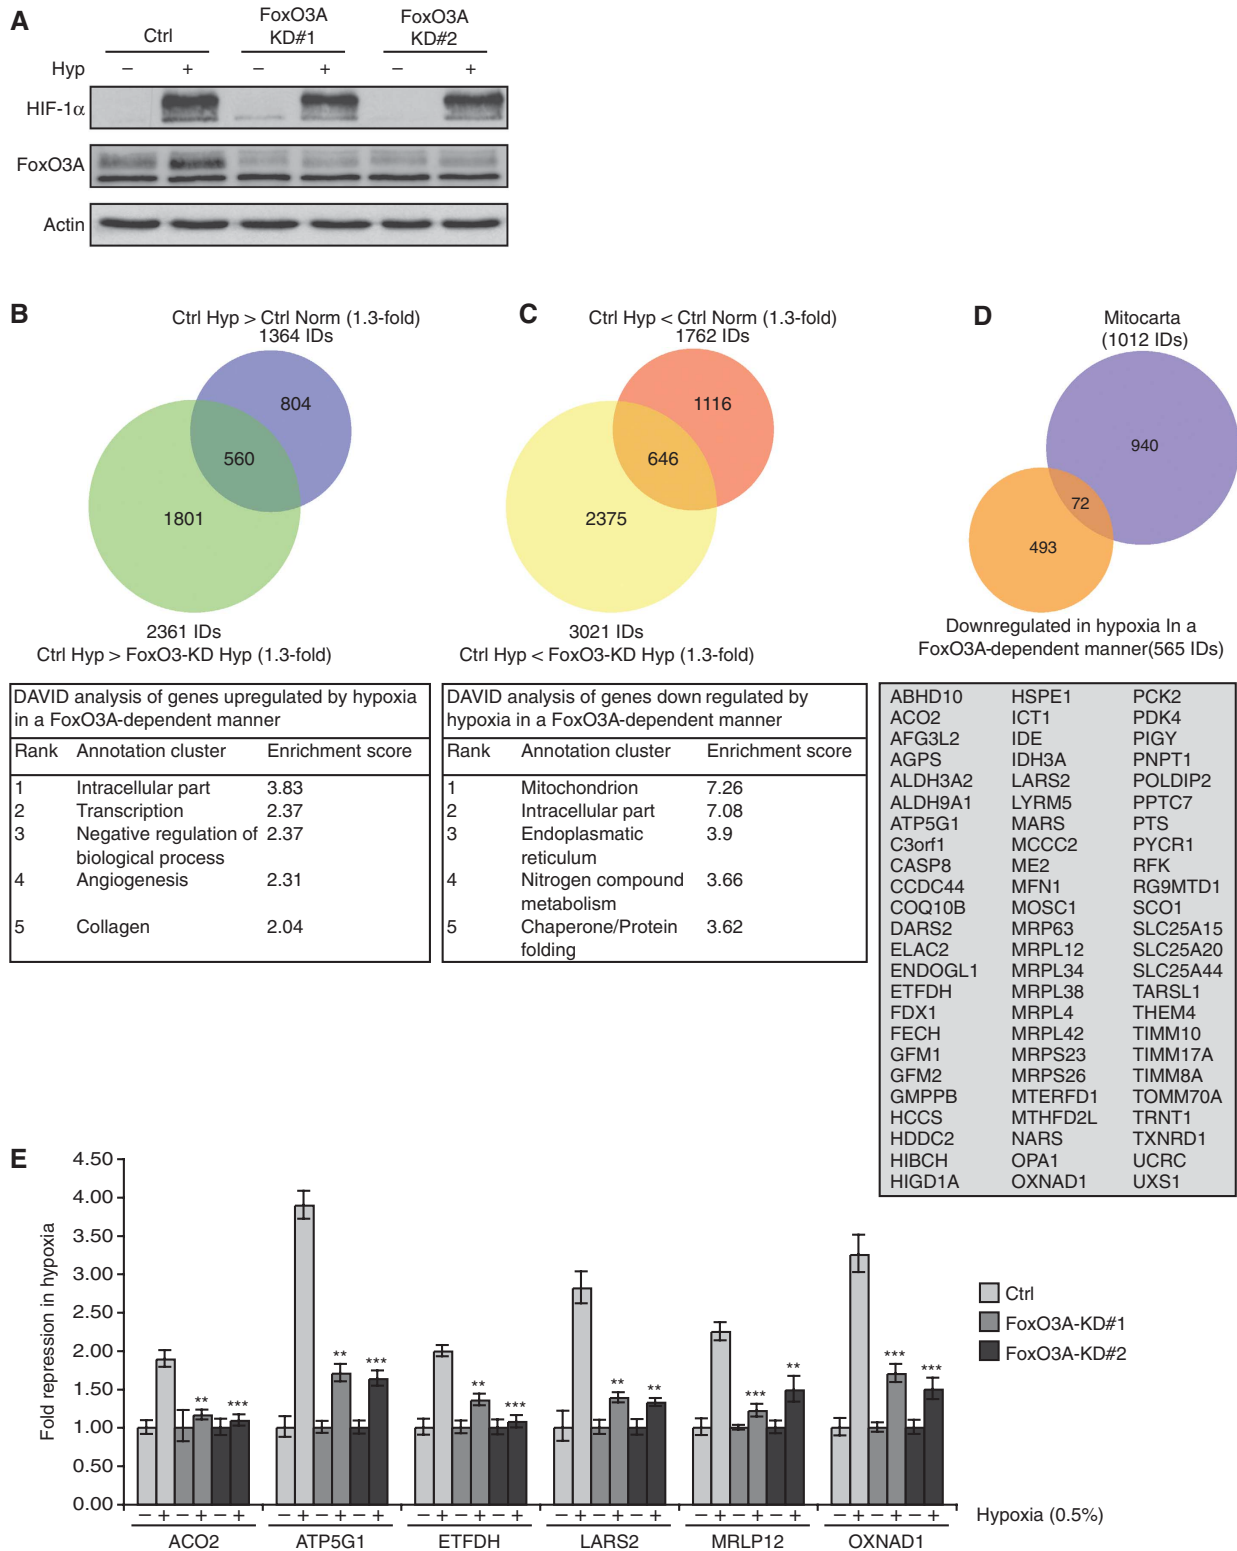 A
Ctrl
FoxO3A
KD#1
FoxO3A
KD#2
Hyp
– + – + – +
HIF-1α
FoxO3A
Actin
B
Ctrl Hyp > Ctrl Norm (1.3-fold)
1364 IDs
804
560
1801
2361 IDs
Ctrl Hyp > FoxO3-KD Hyp (1.3-fold)
DAVID analysis of genes upregulated by hypoxia
in a FoxO3A-dependent manner
Rank Annotation cluster Enrichment score
1 Intracellular part 3.83
2 Transcription 2.37
3 Negative regulation of 2.37
biological process
4 Angiogenesis 2.31
5 Collagen 2.04
C
Ctrl Hyp < Ctrl Norm (1.3-fold)
1762 IDs
1116
646
2375
3021 IDs
Ctrl Hyp < FoxO3-KD Hyp (1.3-fold)
DAVID analysis of genes down regulated by
hypoxia in a FoxO3A-dependent manner
Rank Annotation cluster Enrichment score
1 Mitochondrion 7.26
2 Intracellular part 7.08
3 Endoplasmatic 3.9
reticulum
4 Nitrogen compound 3.66
metabolism
5 Chaperone/Protein 3.62
folding
D
Mitocarta
(1012 IDs)
940
72
493
Downregulated in hypoxia In a
FoxO3A-dependent manner(565 IDs)
ABHD10 HSPE1 PCK2
ACO2 ICT1 PDK4
AFG3L2 IDE PIGY
AGPS IDH3A PNPT1
ALDH3A2 LARS2 POLDIP2
ALDH9A1 LYRM5 PPTC7
ATP5G1 MARS PTS
C3orf1 MCCC2 PYCR1
CASP8 ME2 RFK
CCDC44 MFN1 RG9MTD1
COQ10B MOSC1 SCO1
DARS2 MRP63 SLC25A15
ELAC2 MRPL12 SLC25A20
ENDOGL1 MRPL34 SLC25A44
ETFDH MRPL38 TARSL1
FDX1 MRPL4 THEM4
FECH MRPL42 TIMM10
GFM1 MRPS23 TIMM17A
GFM2 MRPS26 TIMM8A
GMPPB MTERFD1 TOMM70A
HCCS MTHFD2L TRNT1
HDDC2 NARS TXNRD1
HIBCH OPA1 UCRC
HIGD1A OXNAD1 UXS1
E
Fold repression in hypoxia
4.50
4.00
3.50
3.00
2.50
2.00
1.50
1.00
0.50
0.00
** *** ** *** ** *** ** ** *** ** *** ***
Ctrl
FoxO3A-KD#1
FoxO3A-KD#2
– + – + – + – + – + – + – + – + – + – + – + – + – + – + – + – + – + – + Hypoxia (0.5%)
ACO2 ATP5G1 ETFDH LARS2 MRLP12 OXNAD1